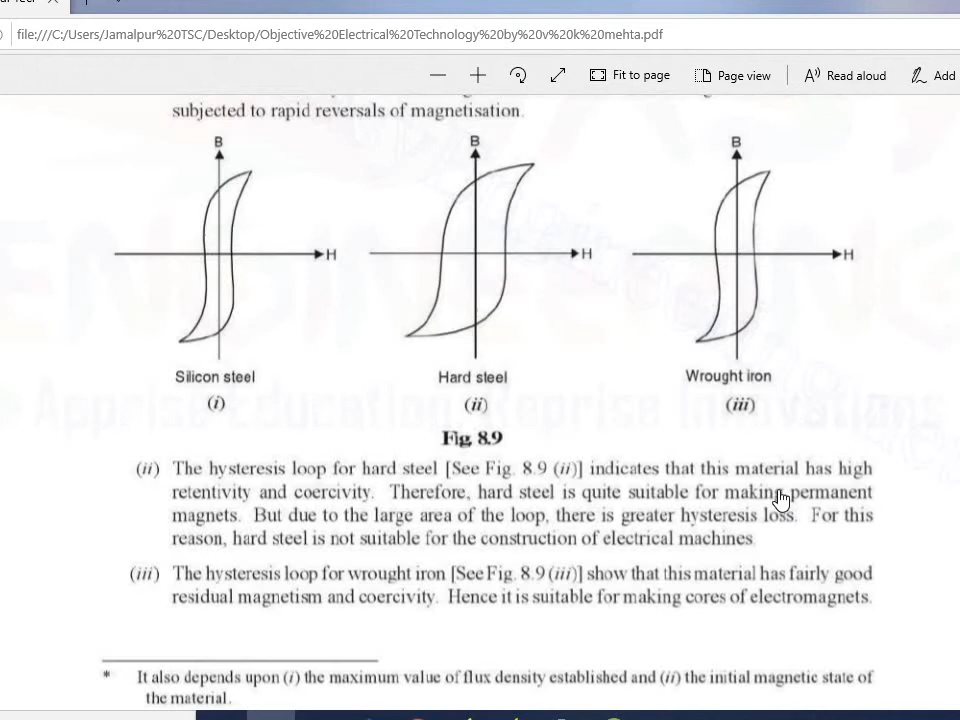 file:///C:/Users/Jamalpur%20TSC/Desktop/Objective%20Electrical%20Technology%20by%20v%20k%20mehta.pdf
Fit to page Page view Read aloud Add
subjected to rapid reversals of magnetisation.
B B B
H H H
Silicon steel Hard steel Wrought iron
(i) (ii) (iii)
Fig. 8.9
(ii) The hysteresis loop for hard steel [See Fig. 8.9 (ii)] indicates that this material has high
retentivity and coercivity. Therefore, hard steel is quite suitable for making permanent
magnets. But due to the large area of the loop, there is greater hysteresis loss. For this
reason, hard steel is not suitable for the construction of electrical machines.
(iii) The hysteresis loop for wrought iron [See Fig. 8.9 (iii)] show that this material has fairly good
residual magnetism and coercivity. Hence it is suitable for making cores of electromagnets.
* It also depends upon (i) the maximum value of flux density established and (ii) the initial magnetic state of
the material.
ENGINEERING
Apprise Education, Reprise Innovations